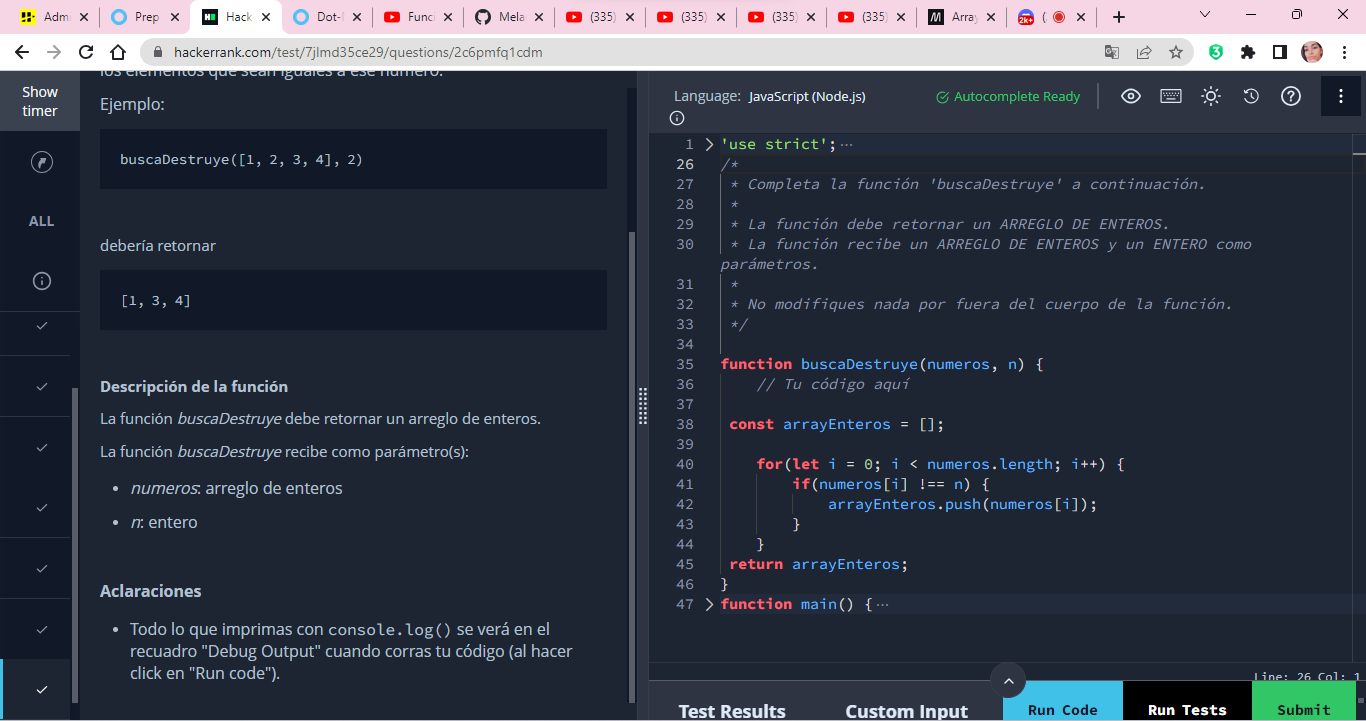 Adm
Prep
Hack
Dot-
Funci
Mela
(335)
(335)
(335)
(335)
Array
2k+
(
hackerrank.com/test/7jlmd35ce29/questions/2c6pmfq1cdm
Show
timer
ALL
los elementos que sean iguales a ese número.
Ejemplo:
buscaDestruye([1, 2, 3, 4], 2)
debería retornar
[1, 3, 4]
Descripción de la función
La función buscaDestruye debe retornar un arreglo de enteros.
La función buscaDestruye recibe como parámetro(s):
• numeros: arreglo de enteros
• n: entero
Aclaraciones
• Todo lo que imprimas con console.log() se verá en el
recuadro "Debug Output" cuando corras tu código (al hacer
click en "Run code").
Language: JavaScript (Node.js)
Autocomplete Ready
1 'use strict';
26 /*
27 * Completa la función 'buscaDestruye' a continuación.
28 *
29 * La función debe retornar un ARREGLO DE ENTEROS.
30 * La función recibe un ARREGLO DE ENTEROS y un ENTERO como
parámetros.
31 *
32 * No modifiques nada por fuera del cuerpo de la función.
33 */
34
35 function buscaDestruye(numeros, n) {
36 // Tu código aquí
37
38 const arrayEnteros = [];
39
40 for(let i = 0; i < numeros.length; i++) {
41 if(numeros[i] !== n) {
42 arrayEnteros.push(numeros[i]);
43 }
44 }
45 return arrayEnteros;
46 }
47 function main() {
Line: 26 Col: 1
Test Results
Custom Input
Run Code
Run Tests
Submit